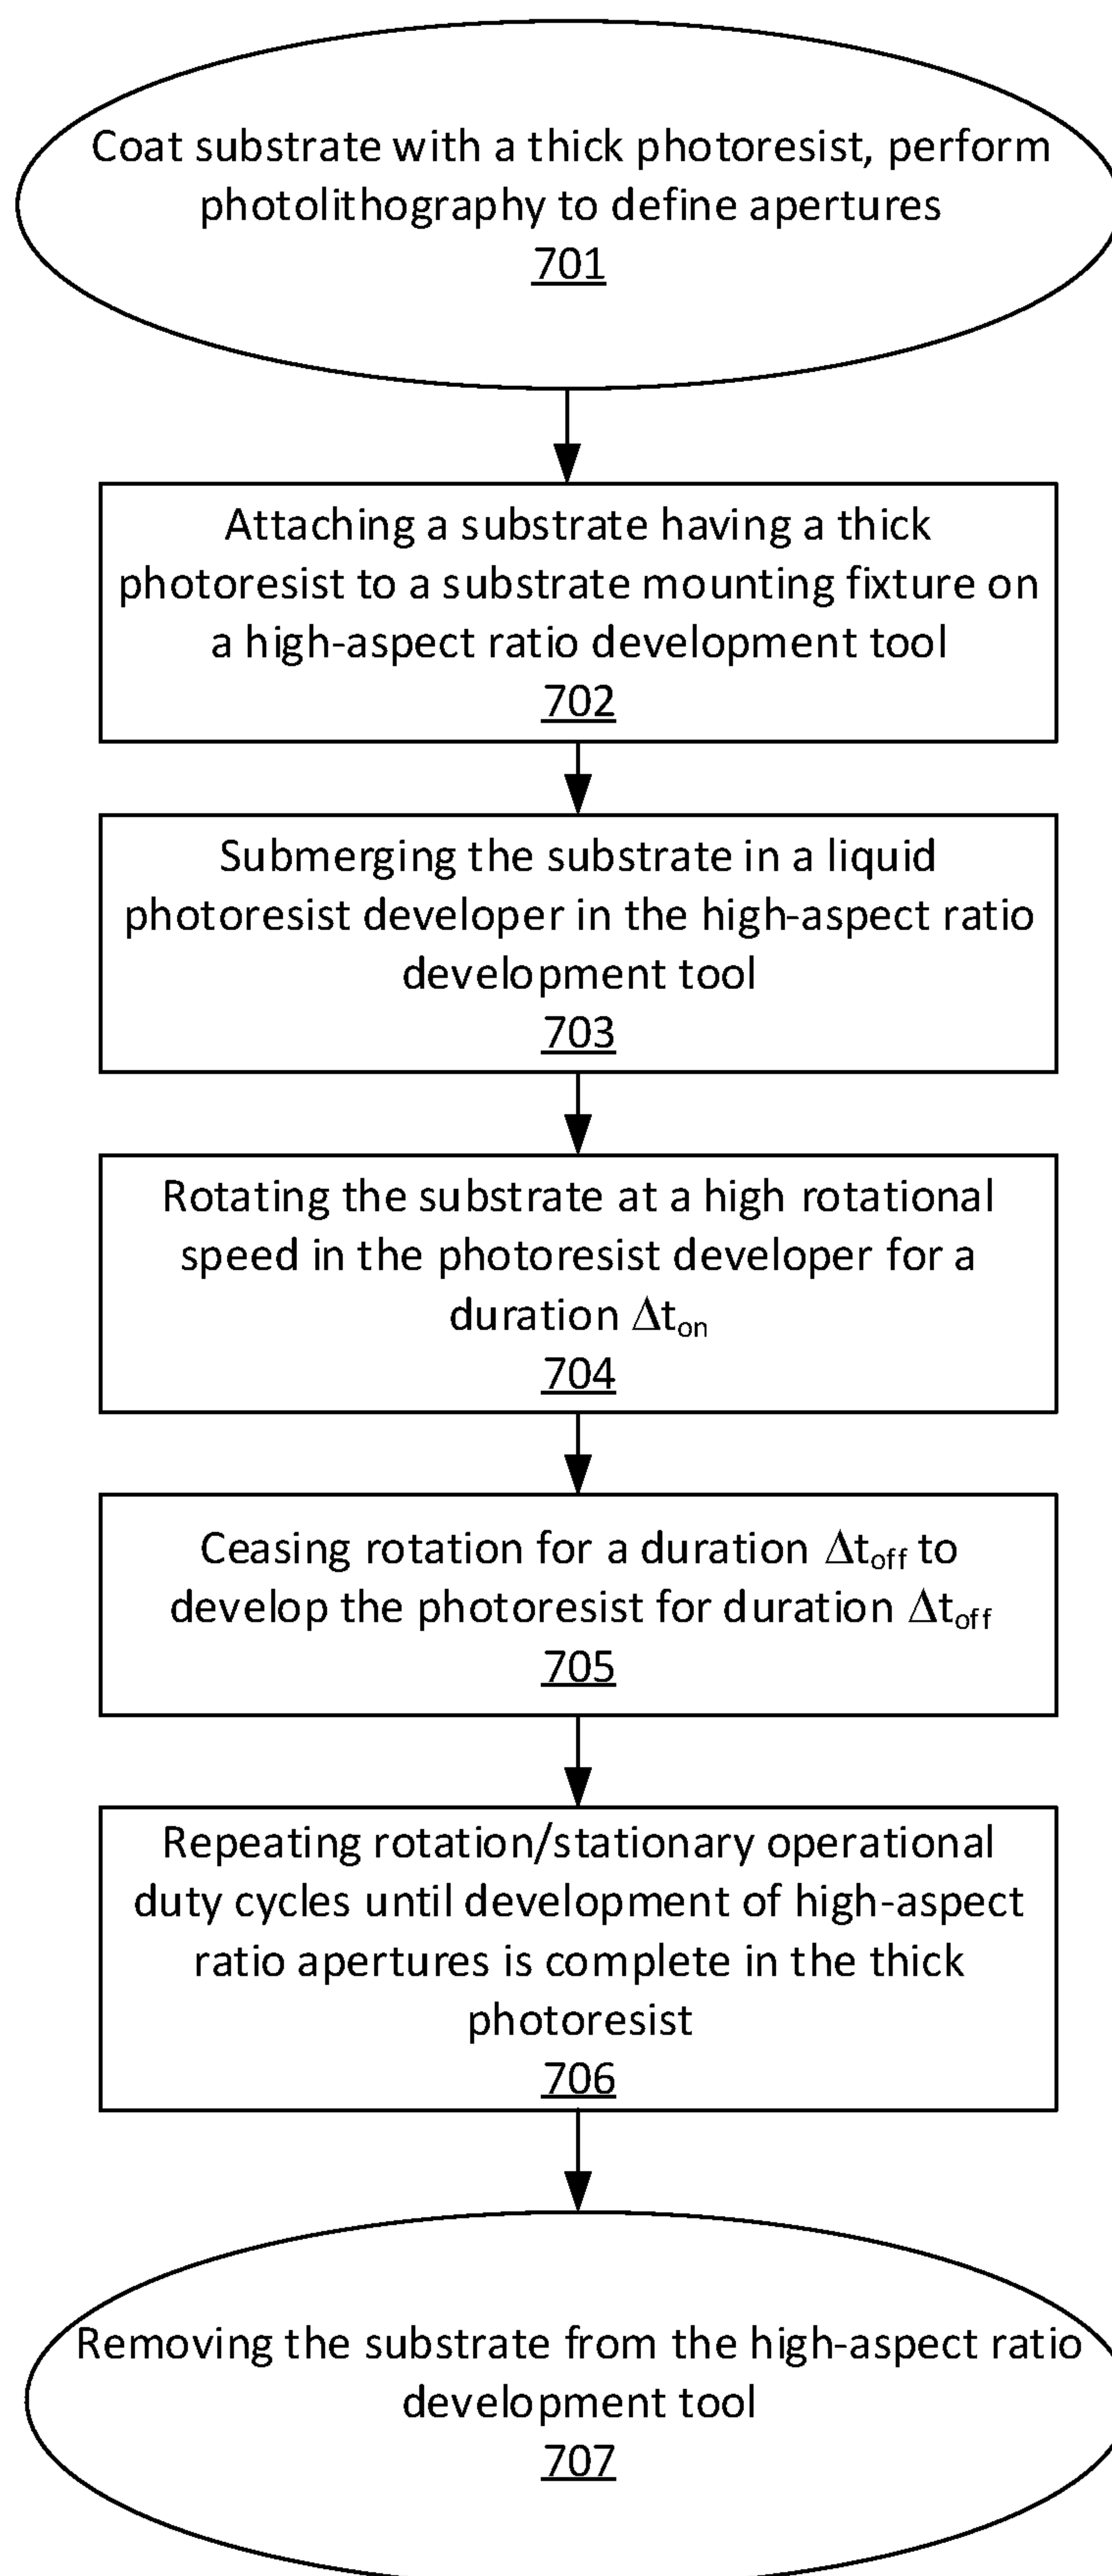 Coat substrate with a thick photoresist, perform
photolithography to define apertures
701
Attaching a substrate having a thick
photoresist to a substrate mounting fixture on
a high-aspect ratio development tool
702
Submerging the substrate in a liquid
photoresist developer in the high-aspect ratio
development tool
703
Rotating the substrate at a high rotational
speed in the photoresist developer for a
duration Δton
704
Ceasing rotation for a duration Δtoff to
develop the photoresist for duration Δtoff
705
Repeating rotation/stationary operational
duty cycles until development of high-aspect
ratio apertures is complete in the thick
photoresist
706
Removing the substrate from the high-aspect ratio
development tool
707